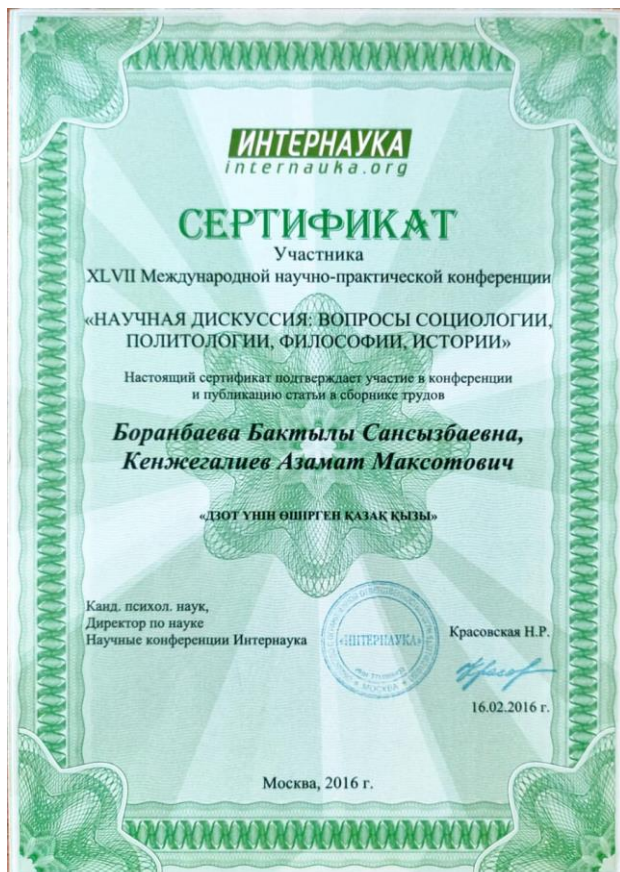 ИНТЕРНАУКА
internauka.org
СЕРТИФИКАТ
Участника
XLVII Международной научно-практической конференции
«НАУЧНАЯ ДИСКУССИЯ: ВОПРОСЫ СОЦИОЛОГИИ,
ПОЛИТОЛОГИИ, ФИЛОСОФИИ, ИСТОРИИ»
Настоящий сертификат подтверждает участие в конференции
и публикацию статьи в сборнике трудов
Боранбаева Бактылы Сансызбаевна,
Кенжегалиев Азамат Максотович
«ДЗОТ ҮНІН ӨШІРГЕН ҚАЗАҚ ҚЫЗЫ»
Канд. психол. наук,
Директор по науке
Научные конференции Интернаука
«ИНТЕРНАУКА»
МОСКВА
Красовская Н.Р.
16.02.2016 г.
Москва, 2016 г.